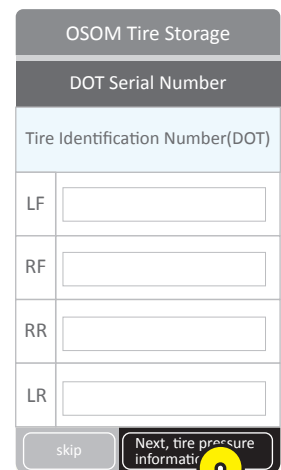 OSOM Tire Storage
DOT Serial Number
Tire Identification Number(DOT)
LF
RF
RR
LR
skip
Next, tire pressure